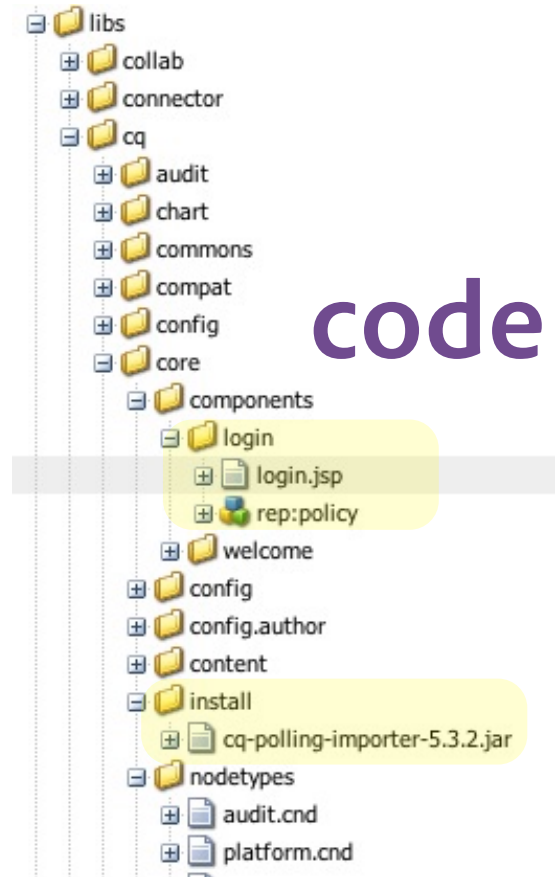 libs
collab
connector
cq
audit
chart
commons
compat
code
config
core
components
login
login.jsp
rep:policy
welcome
config
config.author
content
install
cq-polling-importer-5.3.2.jar
nodetypes
audit.cnd
platform.cnd